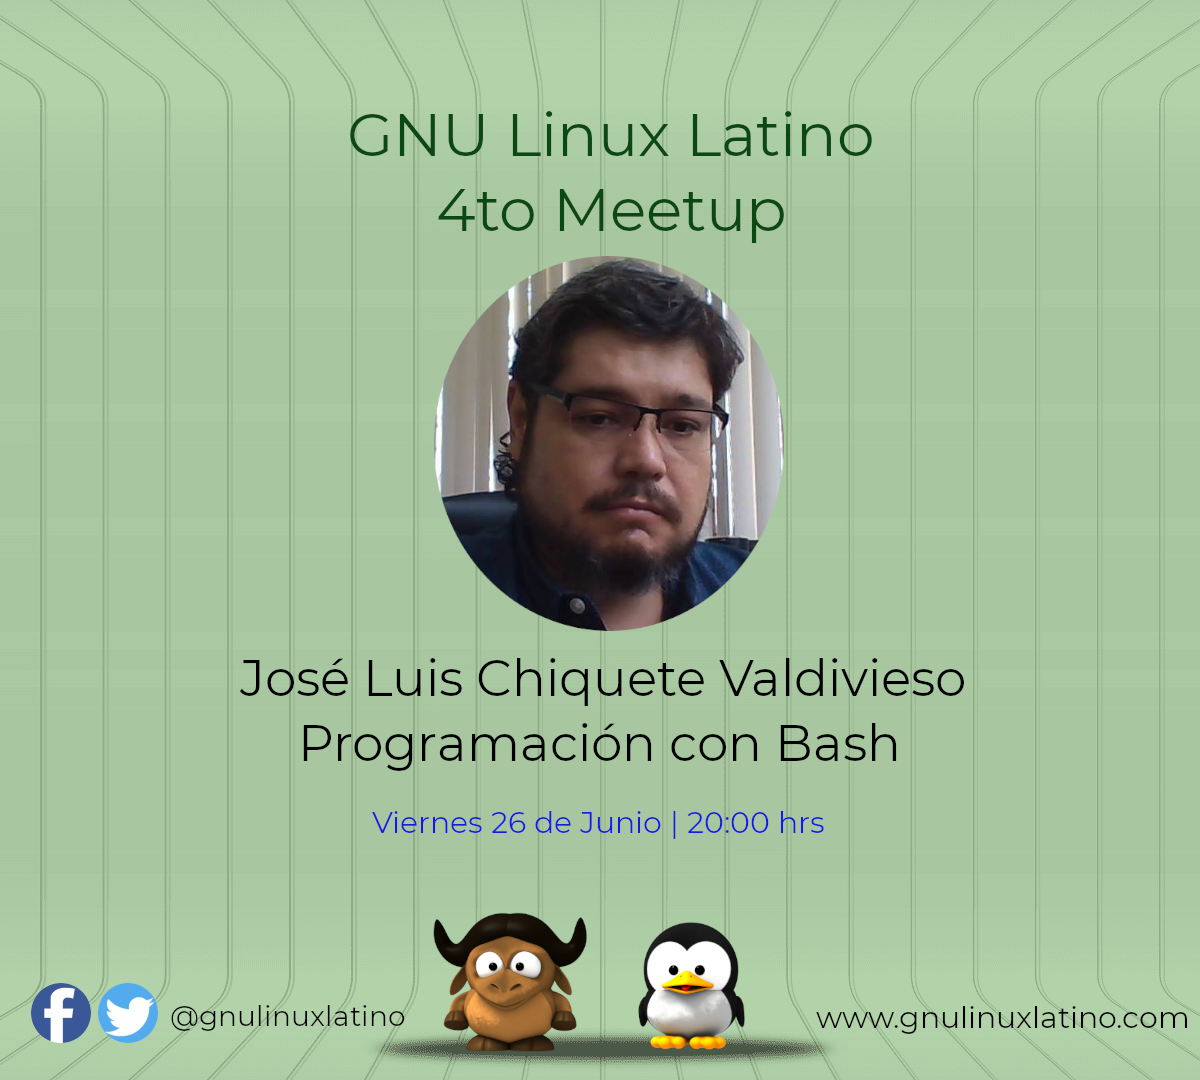 GNU Linux Latino
4to Meetup
José Luis Chiquete Valdivieso
Programación con Bash
Viernes 26 de Junio | 20:00 hrs
@gnulinuxlatino
www.gnulinuxlatino.com